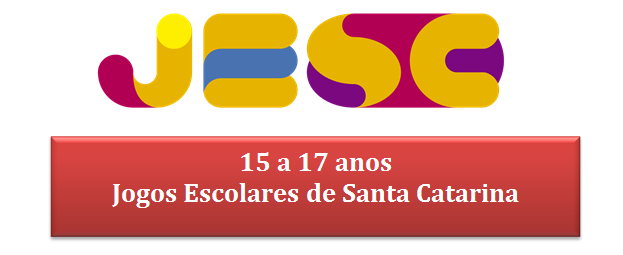 JESC
15 a 17 anos
Jogos Escolares de Santa Catarina